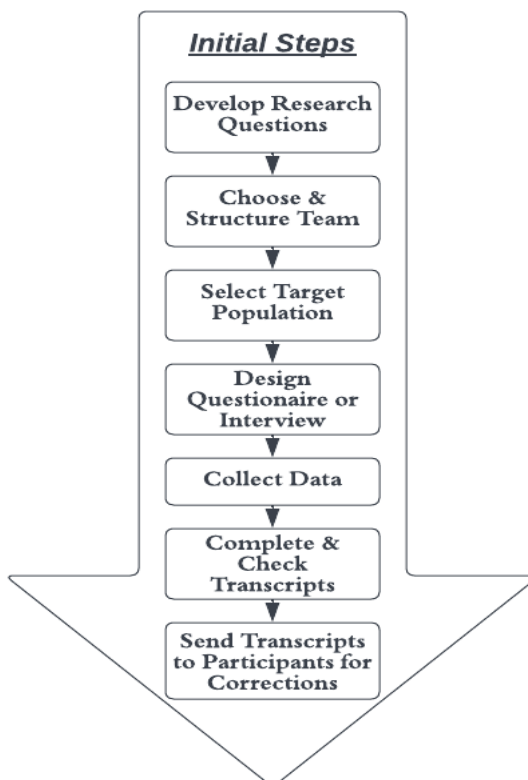 Initial Steps
Develop Research
Questions
Choose &
Structure Team
Select Target
Population
Design
Questionaire or
Interview
Collect Data
Complete &
Check
Transcripts
Send Transcripts
to Participants for
Corrections